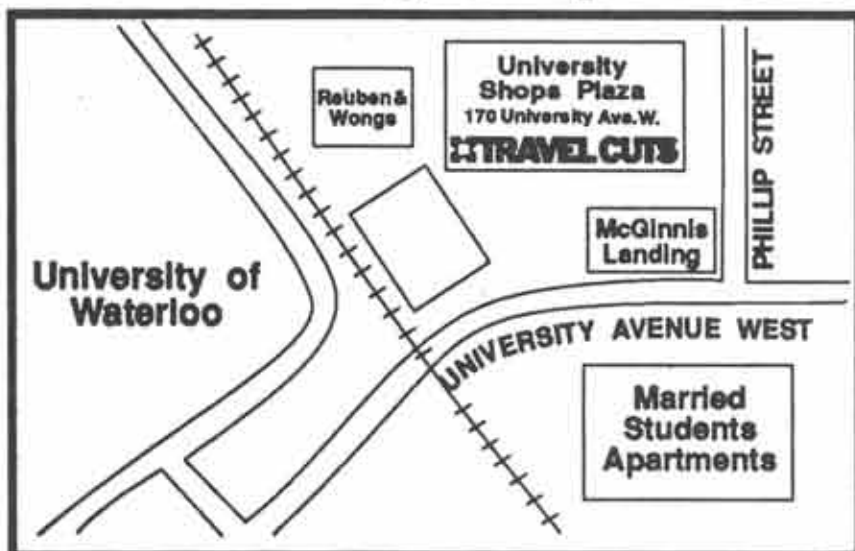 Reuben &
Wongs
University
Shops Plaza
170 University Ave.W.
TRAVEL CUTS
PHILLIP STREET
McGinnis
Landing
University of
Waterloo
UNIVERSITY AVENUE WEST
Married
Students
Apartments